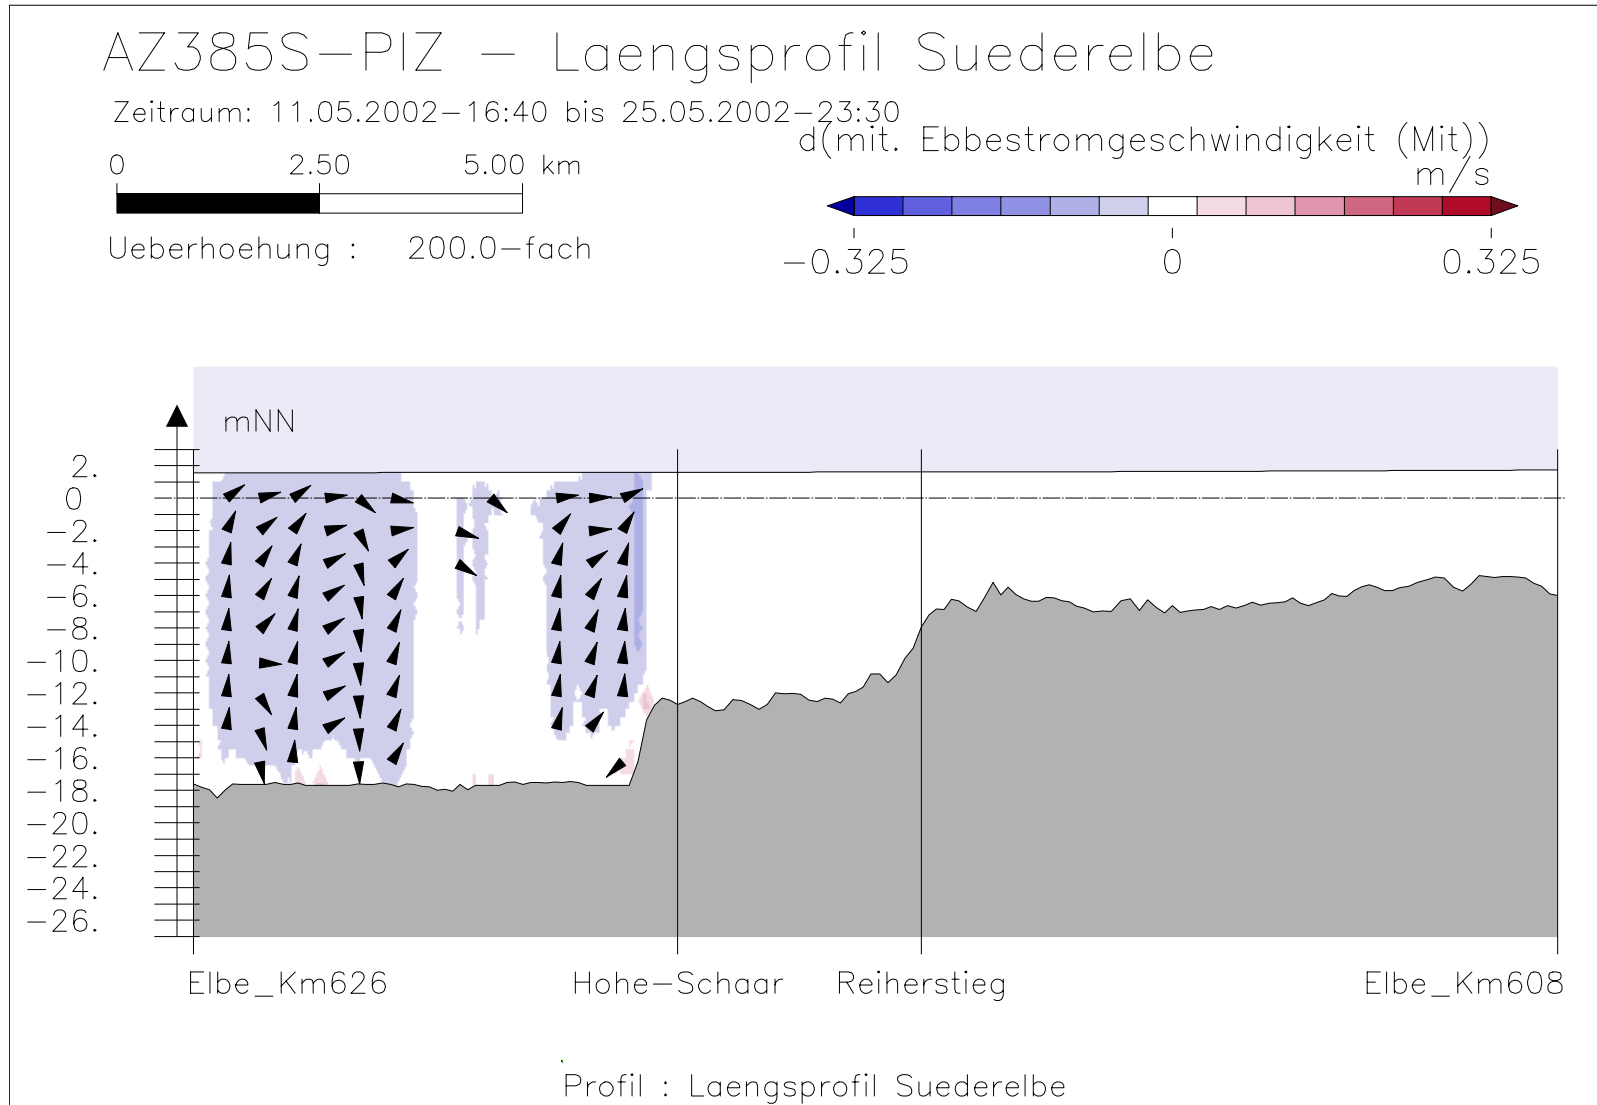 AZ385S-PIZ - Laengsprofil Suederelbe
Zeitraum: 11.05.2002-16:40 bis 25.05.2002-23:30
d(mit. Ebbestromgeschwindigkeit (Mit))
m/s
0 2.50 5.00 km
Ueberhoehung : 200.0-fach
-0.325 0 0.325
mNN
2.
0
-2.
-4.
-6.
-8.
-10.
-12.
-14.
-16.
-18.
-20.
-22.
-24.
-26.
Elbe_Km626 Hohe-Schaar Reiherstieg Elbe_Km608
Profil : Laengsprofil Suederelbe